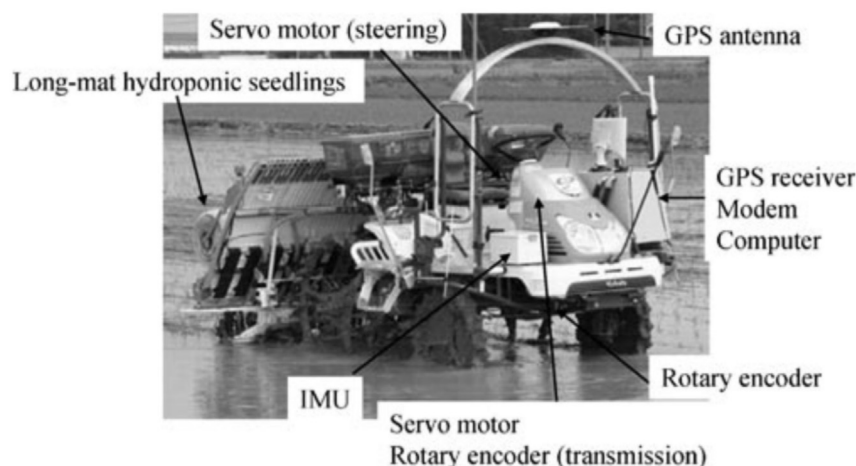 Servo motor (steering)
GPS antenna
Long-mat hydroponic seedlings
GPS receiver
Modem
Computer
Rotary encoder
IMU
Servo motor
Rotary encoder (transmission)